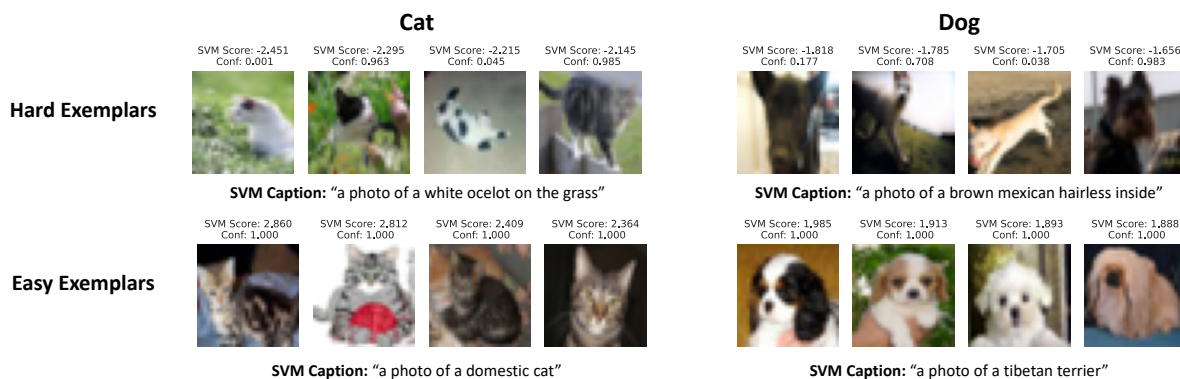 Cat Dog
SVM Score: -2.451 SVM Score: -2.295 SVM Score: -2.215 SVM Score: -2.145 SVM Score: -1.818 SVM Score: -1.785 SVM Score: -1.705 SVM Score: -1.656
Conf: 0.001 Conf: 0.963 Conf: 0.045 Conf: 0.985 Conf: 0.177 Conf: 0.708 Conf: 0.038 Conf: 0.983
Hard Exemplars
SVM Caption: “a photo of a white ocelot on the grass” SVM Caption: “a photo of a brown mexican hairless inside”
SVM Score: 2.860 SVM Score: 2.812 SVM Score: 2.409 SVM Score: 2.364 SVM Score: 1.985 SVM Score: 1.913 SVM Score: 1.893 SVM Score: 1.888
Conf: 1.000 Conf: 1.000 Conf: 1.000 Conf: 1.000 Conf: 1.000 Conf: 1.000 Conf: 1.000 Conf: 1.000
Easy Exemplars
SVM Caption: “a photo of a domestic cat” SVM Caption: “a photo of a tibetan terrier”